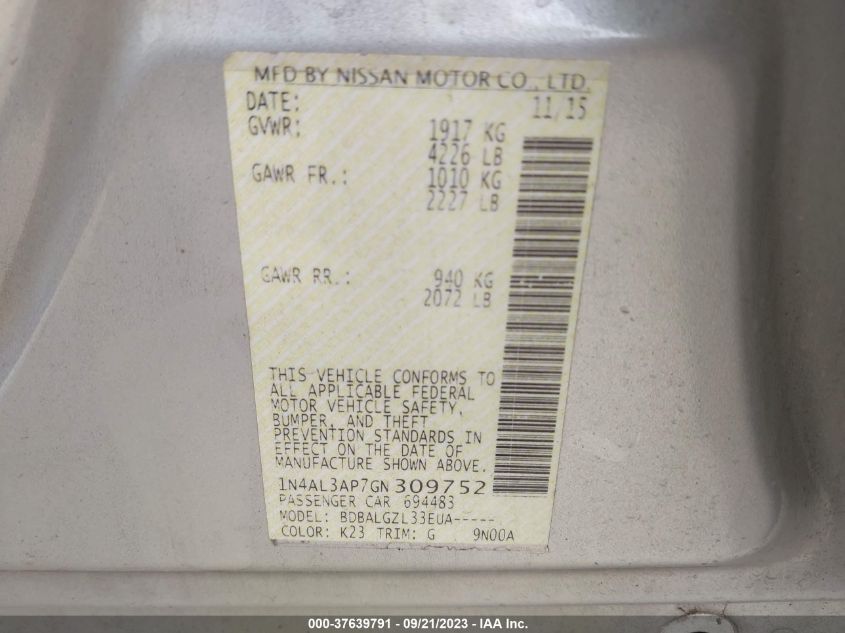 MFD BY NISSAN MOTOR CO., LTD.
DATE: 11/15
GVWR: 1917 KG
4226 LB
GAWR FR.: 1010 KG
2227 LB
GAWR RR.: 940 KG
2072 LB
THIS VEHICLE CONFORMS TO
ALL APPLICABLE FEDERAL
MOTOR VEHICLE SAFETY,
BUMPER, AND THEFT
PREVENTION STANDARDS IN
EFFECT ON THE DATE OF
MANUFACTURE SHOWN ABOVE.
1N4AL3AP7GN309752
PASSENGER CAR 694483
MODEL: BDBALGZL33EUA-----
COLOR: K23 TRIM: G 9N00A
000-37639791 - 09/21/2023 - IAA Inc.